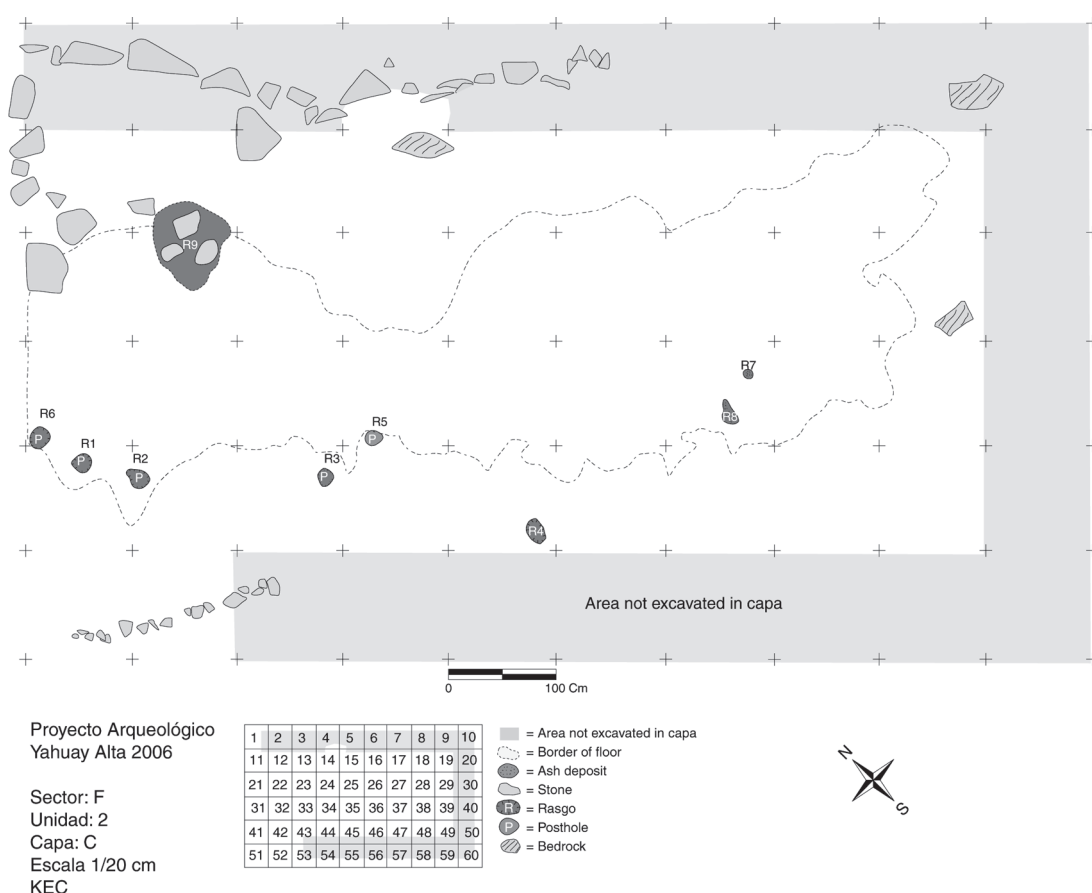 R9
R7
R8
R6
P
R1
P
R2
P
R3
P
R5
P
R4
Area not excavated in capa
0 100 Cm
Proyecto Arqueológico
Yahuay Alta 2006
Sector: F
Unidad: 2
Capa: C
Escala 1/20 cm
KEC
1 2 3 4 5 6 7 8 9 10
11 12 13 14 15 16 17 18 19 20
21 22 23 24 25 26 27 28 29 30
31 32 33 34 35 36 37 38 39 40
41 42 43 44 45 46 47 48 49 50
51 52 53 54 55 56 57 58 59 60
= Area not excavated in capa
= Border of floor
= Ash deposit
= Stone
R = Rasgo
P = Posthole
= Bedrock
N
S